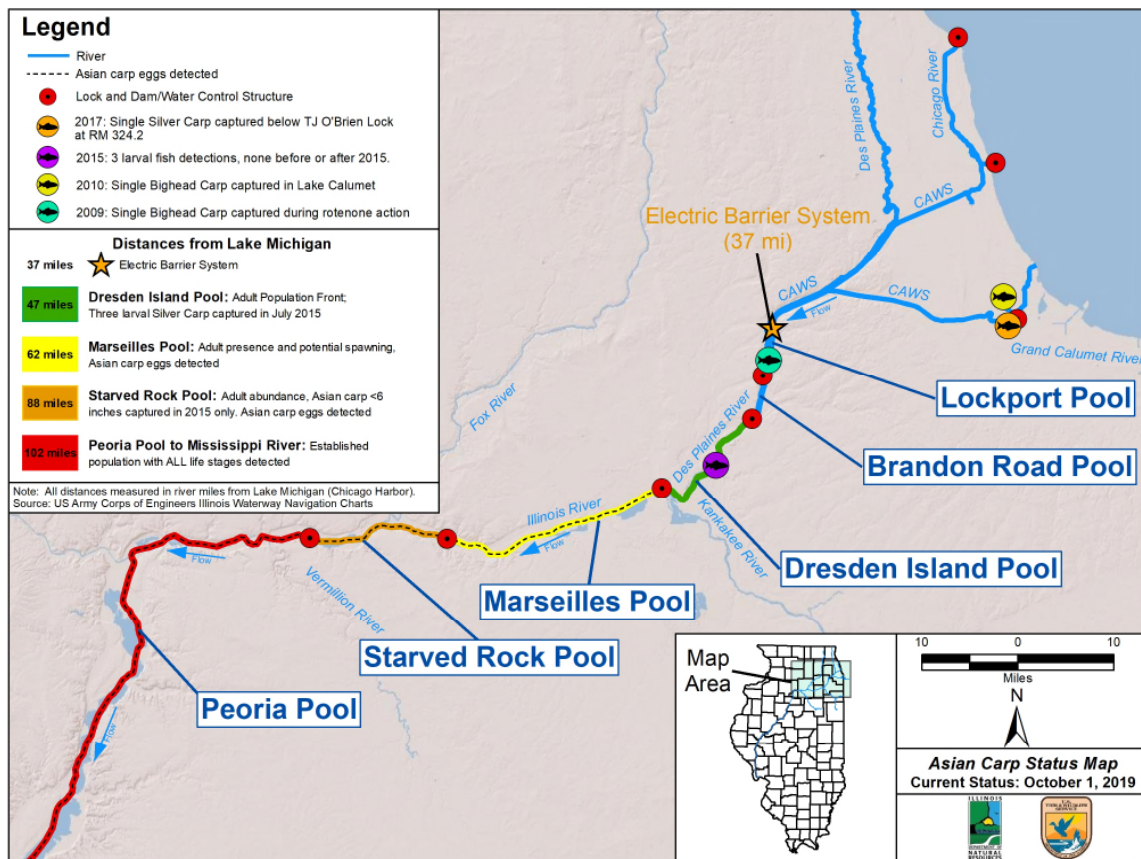 Legend
River
Asian carp eggs detected
Lock and Dam/Water Control Structure
2017: Single Silver Carp captured below TJ O'Brien Lock
at RM 324.2
2015: 3 larval fish detections, none before or after 2015.
2010: Single Bighead Carp captured in Lake Calumet
2009: Single Bighead Carp captured during rotenone action
Distances from Lake Michigan
37 miles Electric Barrier System
47 miles Dresden Island Pool: Adult Population Front;
Three larval Silver Carp captured in July 2015
62 miles Marseilles Pool: Adult presence and potential spawning,
Asian carp eggs detected
88 miles Starved Rock Pool: Adult abundance, Asian carp <6
inches captured in 2015 only. Asian carp eggs detected
102 miles Peoria Pool to Mississippi River: Established
population with ALL life stages detected
Note: All distances measured in river miles from Lake Michigan (Chicago Harbor).
Source: US Army Corps of Engineers Illinois Waterway Navigation Charts
Des Plaines River
Chicago River
CAWS
Electric Barrier System
(37 mi)
CAWS
CAWS
Flow
Grand Calumet River
Lockport Pool
Fox River
Des Plaines River
Brandon Road Pool
Illinois River
Kankakee River
Flow
Dresden Island Pool
Flow
Vermillion River
Marseilles Pool
Starved Rock Pool
Peoria Pool
Flow
Map
Area
10 0 10
Miles
N
Asian Carp Status Map
Current Status: October 1, 2019
ILLINOIS
DEPARTMENT OF
NATURAL
RESOURCES
U.S.
FISH & WILDLIFE
SERVICE